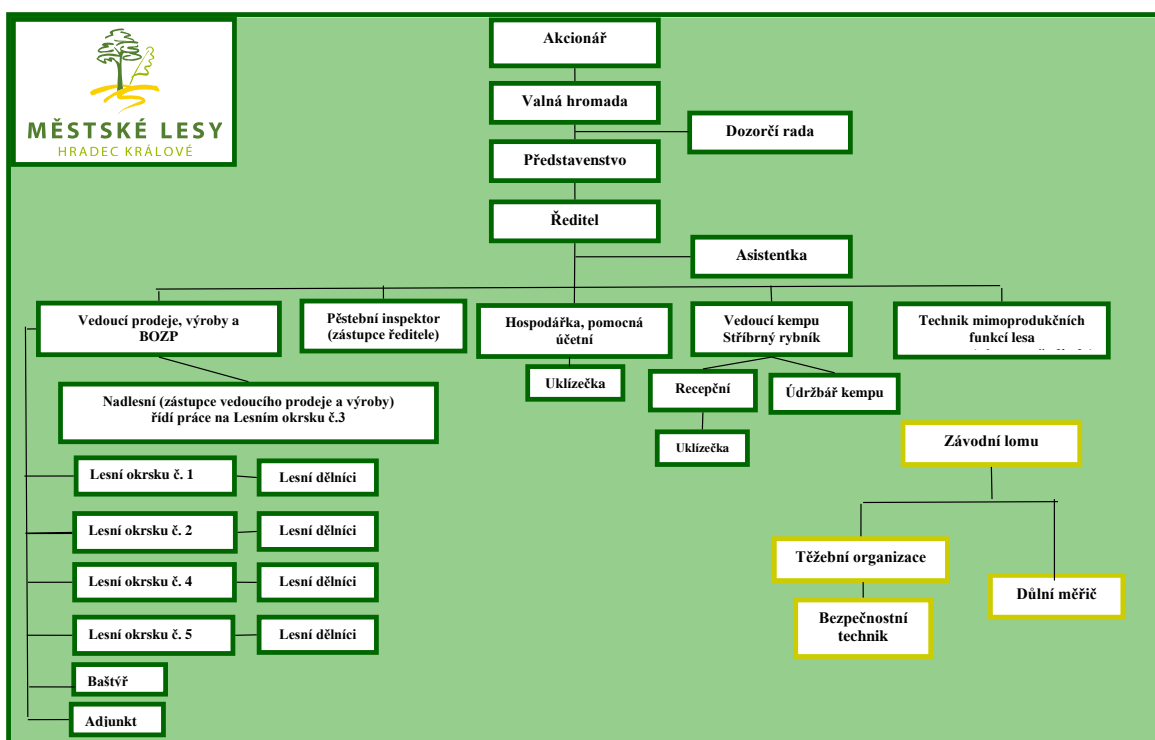 MĚSTSKÉ LESY
HRADEC KRÁLOVÉ
Akcionář
Valná hromada
Dozorčí rada
Představenstvo
Ředitel
Asistentka
Vedoucí prodeje, výroby a
BOZP
Pěstební inspektor
(zástupce ředitele)
Hospodářka, pomocná
účetní
Vedoucí kempu
Stříbrný rybník
Technik mimoprodukčních
funkcí lesa
Uklízečka
Recepční
Údržbář kempu
Nadlesní (zástupce vedoucího prodeje a výroby)
řídí práce na Lesním okrsku č.3
Uklízečka
Závodní lomu
Lesní okrsku č. 1
Lesní dělníci
Lesní okrsku č. 2
Lesní dělníci
Těžební organizace
Lesní okrsku č. 4
Lesní dělníci
Důlní měřič
Bezpečnostní
technik
Lesní okrsku č. 5
Lesní dělníci
Baštýř
Adjunkt